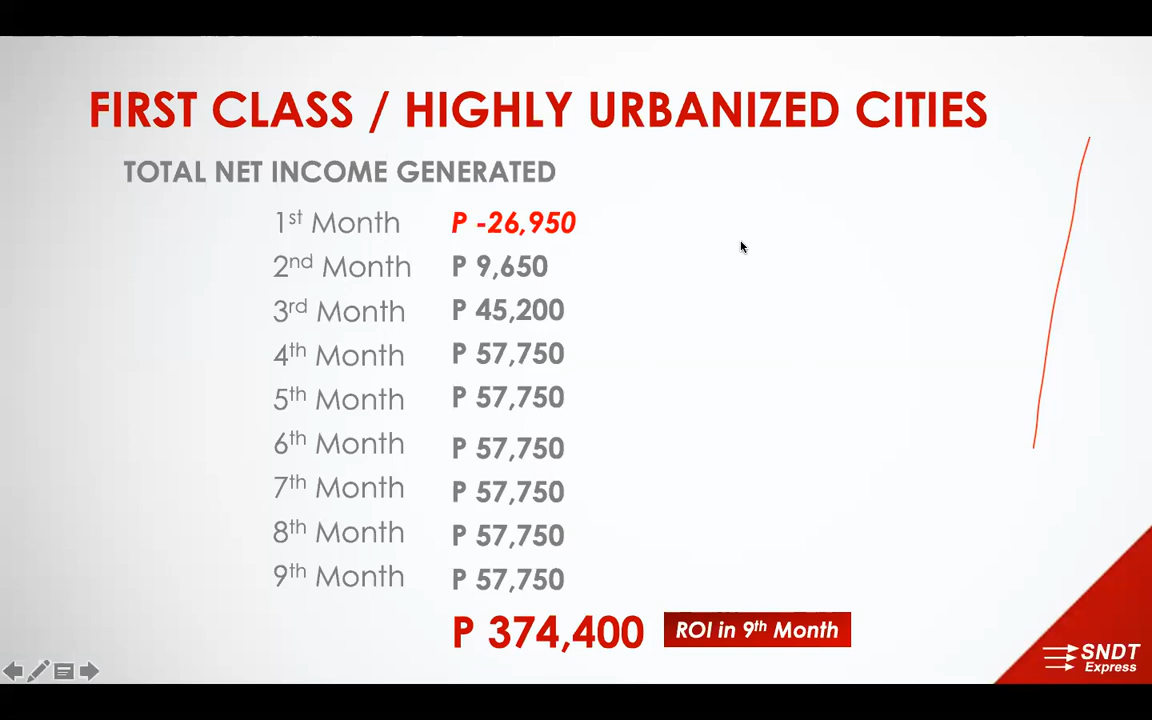 FIRST CLASS / HIGHLY URBANIZED CITIES
TOTAL NET INCOME GENERATED
1st Month P -26,950
2nd Month P 9,650
3rd Month P 45,200
4th Month P 57,750
5th Month P 57,750
6th Month P 57,750
7th Month P 57,750
8th Month P 57,750
9th Month P 57,750
P 374,400 ROI in 9th Month
SNDT
Express